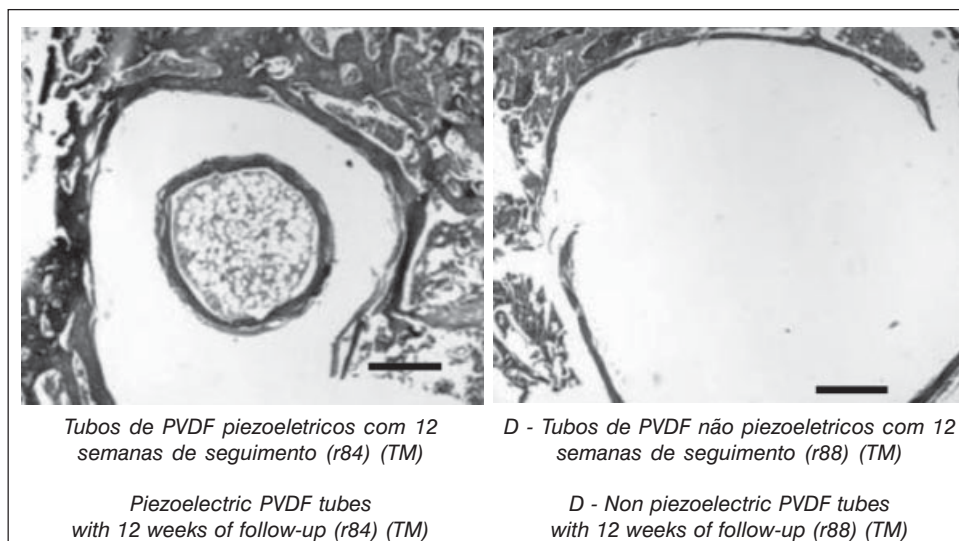 Tubos de PVDF piezoeletricos com 12
semanas de seguimento (r84) (TM)
Piezoelectric PVDF tubes
with 12 weeks of follow-up (r84) (TM)
D - Tubos de PVDF não piezoeletricos com 12
semanas de seguimento (r88) (TM)
D - Non piezoelectric PVDF tubes
with 12 weeks of follow-up (r88) (TM)